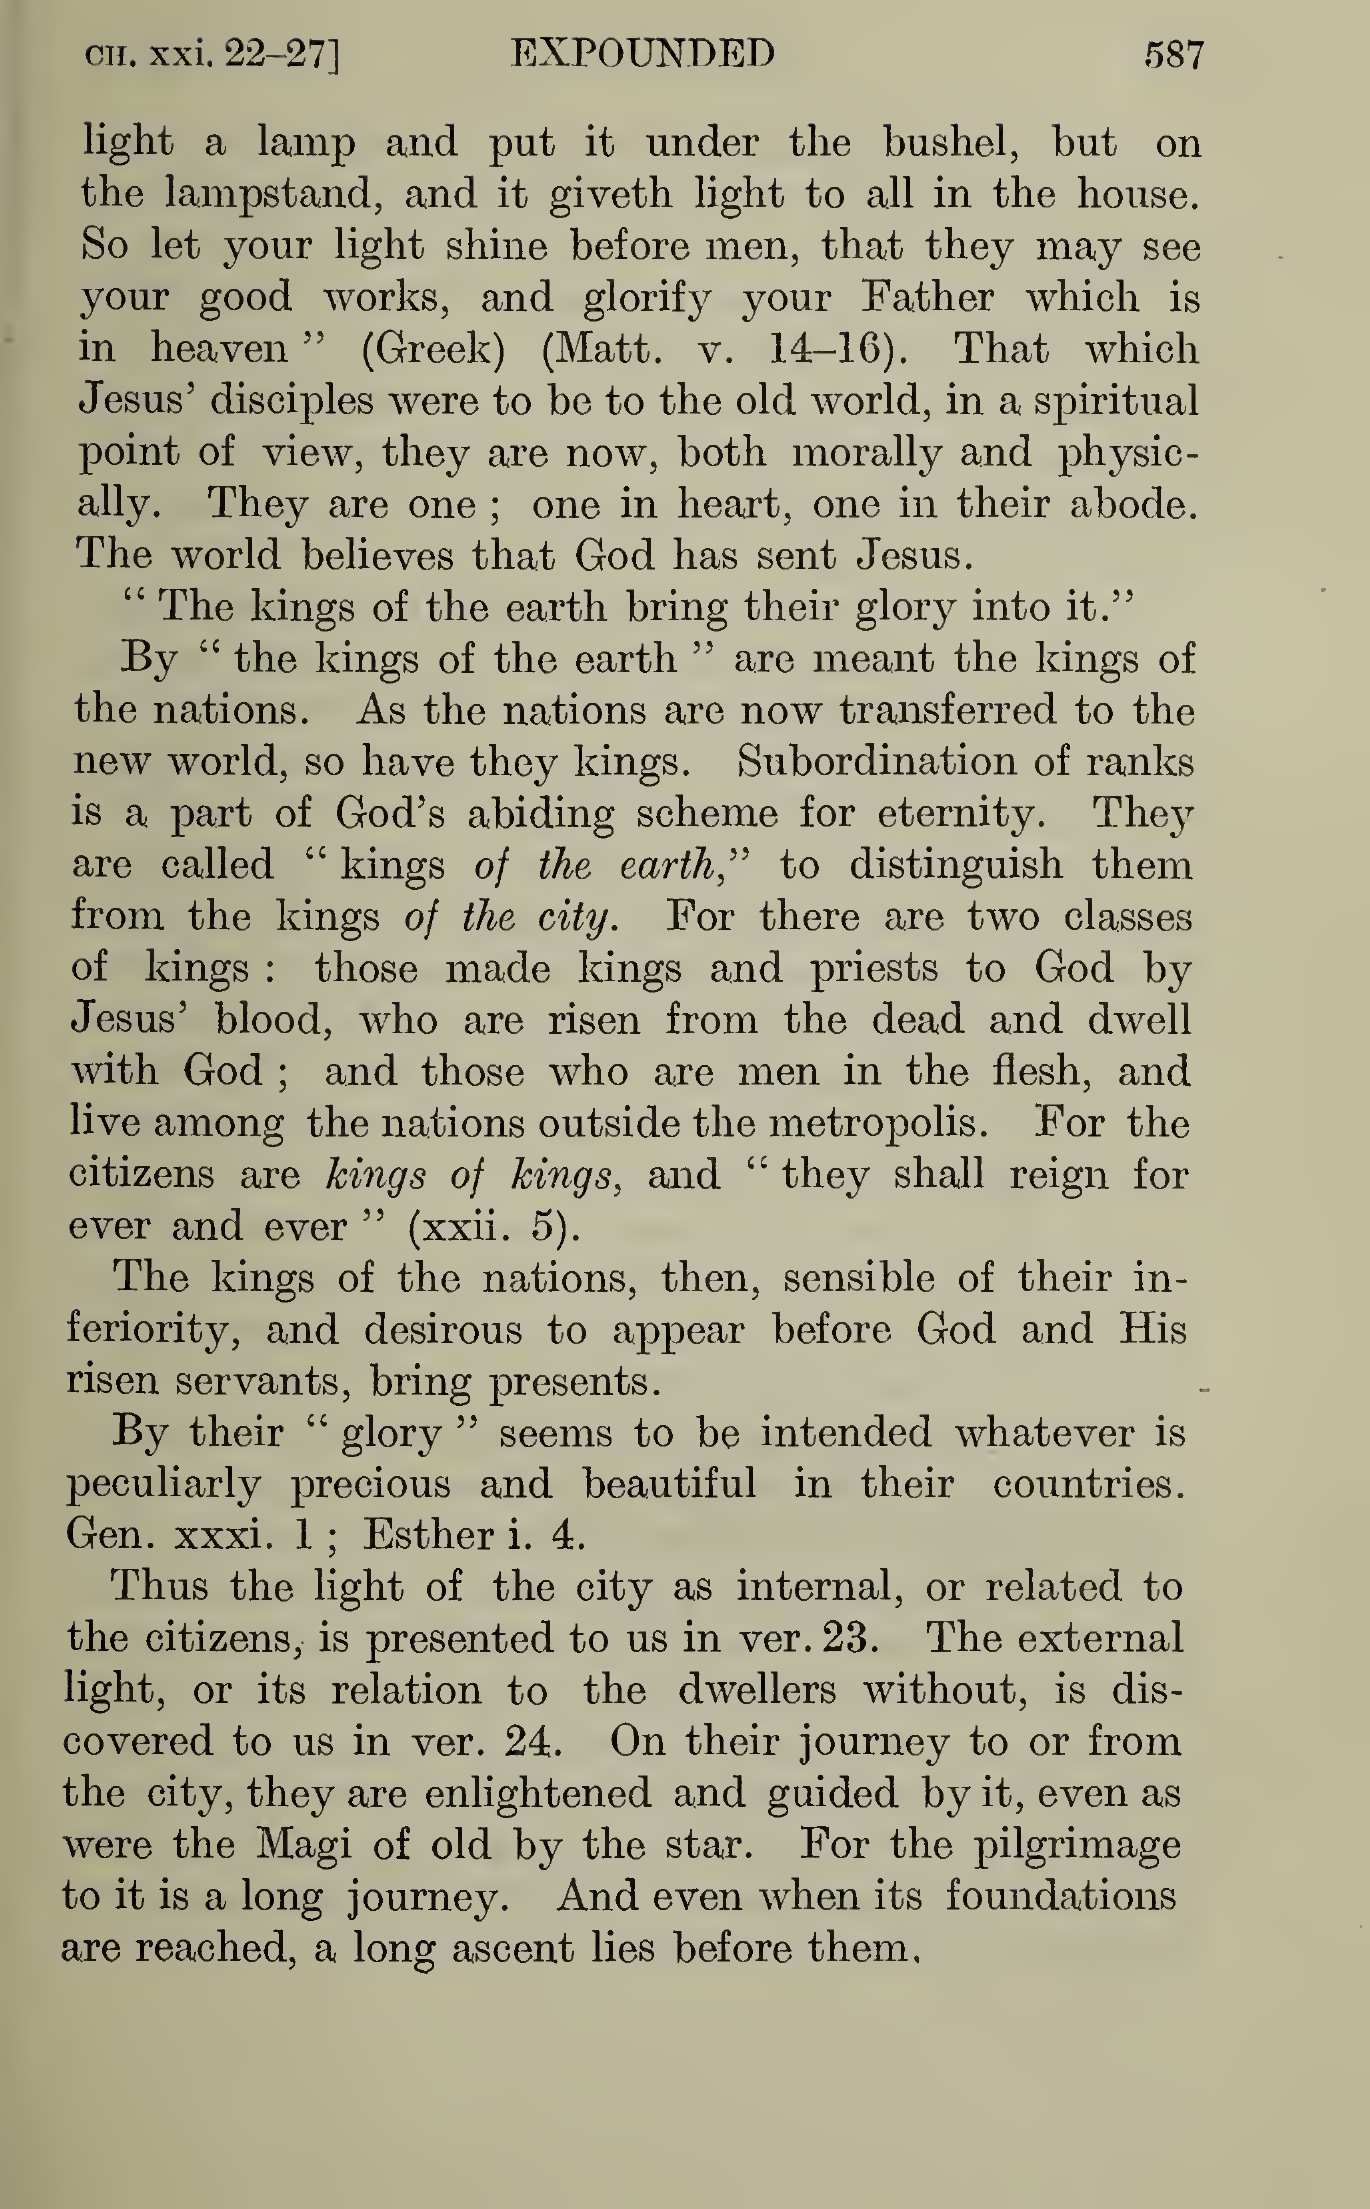 CH. xxi. 22–27] EXPOUNDED 587
light a lamp and put it under the bushel, but on
the lampstand, and it giveth light to all in the house.
So let your light shine before men, that they may see
your good works, and glorify your Father which is
in heaven ” (Greek) (Matt. v. 14–16). That which
Jesus’ disciples were to be to the old world, in a spiritual
point of view, they are now, both morally and physic-
ally. They are one ; one in heart, one in their abode.
The world believes that God has sent Jesus.
“ The kings of the earth bring their glory into it.”
By “ the kings of the earth ” are meant the kings of
the nations. As the nations are now transferred to the
new world, so have they kings. Subordination of ranks
is a part of God’s abiding scheme for eternity. They
are called “ kings of the earth,” to distinguish them
from the kings of the city. For there are two classes
of kings : those made kings and priests to God by
Jesus’ blood, who are risen from the dead and dwell
with God ; and those who are men in the flesh, and
live among the nations outside the metropolis. For the
citizens are kings of kings, and “ they shall reign for
ever and ever ” (xxii. 5).
The kings of the nations, then, sensible of their in-
feriority, and desirous to appear before God and His
risen servants, bring presents.
By their “ glory ” seems to be intended whatever is
peculiarly precious and beautiful in their countries.
Gen. xxxi. 1 ; Esther i. 4.
Thus the light of the city as internal, or related to
the citizens, is presented to us in ver. 23. The external
light, or its relation to the dwellers without, is dis-
covered to us in ver. 24. On their journey to or from
the city, they are enlightened and guided by it, even as
were the Magi of old by the star. For the pilgrimage
to it is a long journey. And even when its foundations
are reached, a long ascent lies before them.